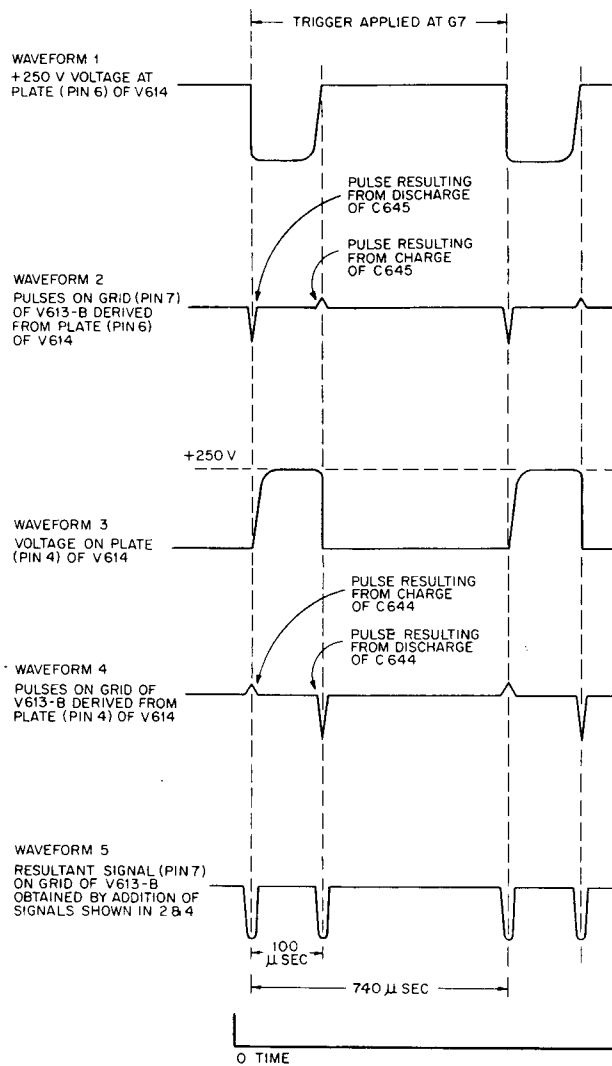 TRIGGER APPLIED AT G7
WAVEFORM 1
+250 V VOLTAGE AT
PLATE (PIN 6) OF V614
PULSE RESULTING
FROM DISCHARGE
OF C645
PULSE RESULTING
FROM CHARGE
OF C645
WAVEFORM 2
PULSES ON GRID (PIN 7)
OF V613-B DERIVED
FROM PLATE (PIN 6)
OF V614
+250 V
WAVEFORM 3
VOLTAGE ON PLATE
(PIN 4) OF V614
PULSE RESULTING
FROM CHARGE
OF C644
PULSE RESULTING
FROM DISCHARGE
OF C644
WAVEFORM 4
PULSES ON GRID OF
V613-B DERIVED FROM
PLATE (PIN 4) OF V614
WAVEFORM 5
RESULTANT SIGNAL (PIN 7)
ON GRID OF V613-B
OBTAINED BY ADDITION OF
SIGNALS SHOWN IN 2 & 4
100
μ SEC
740 μ SEC
0 TIME